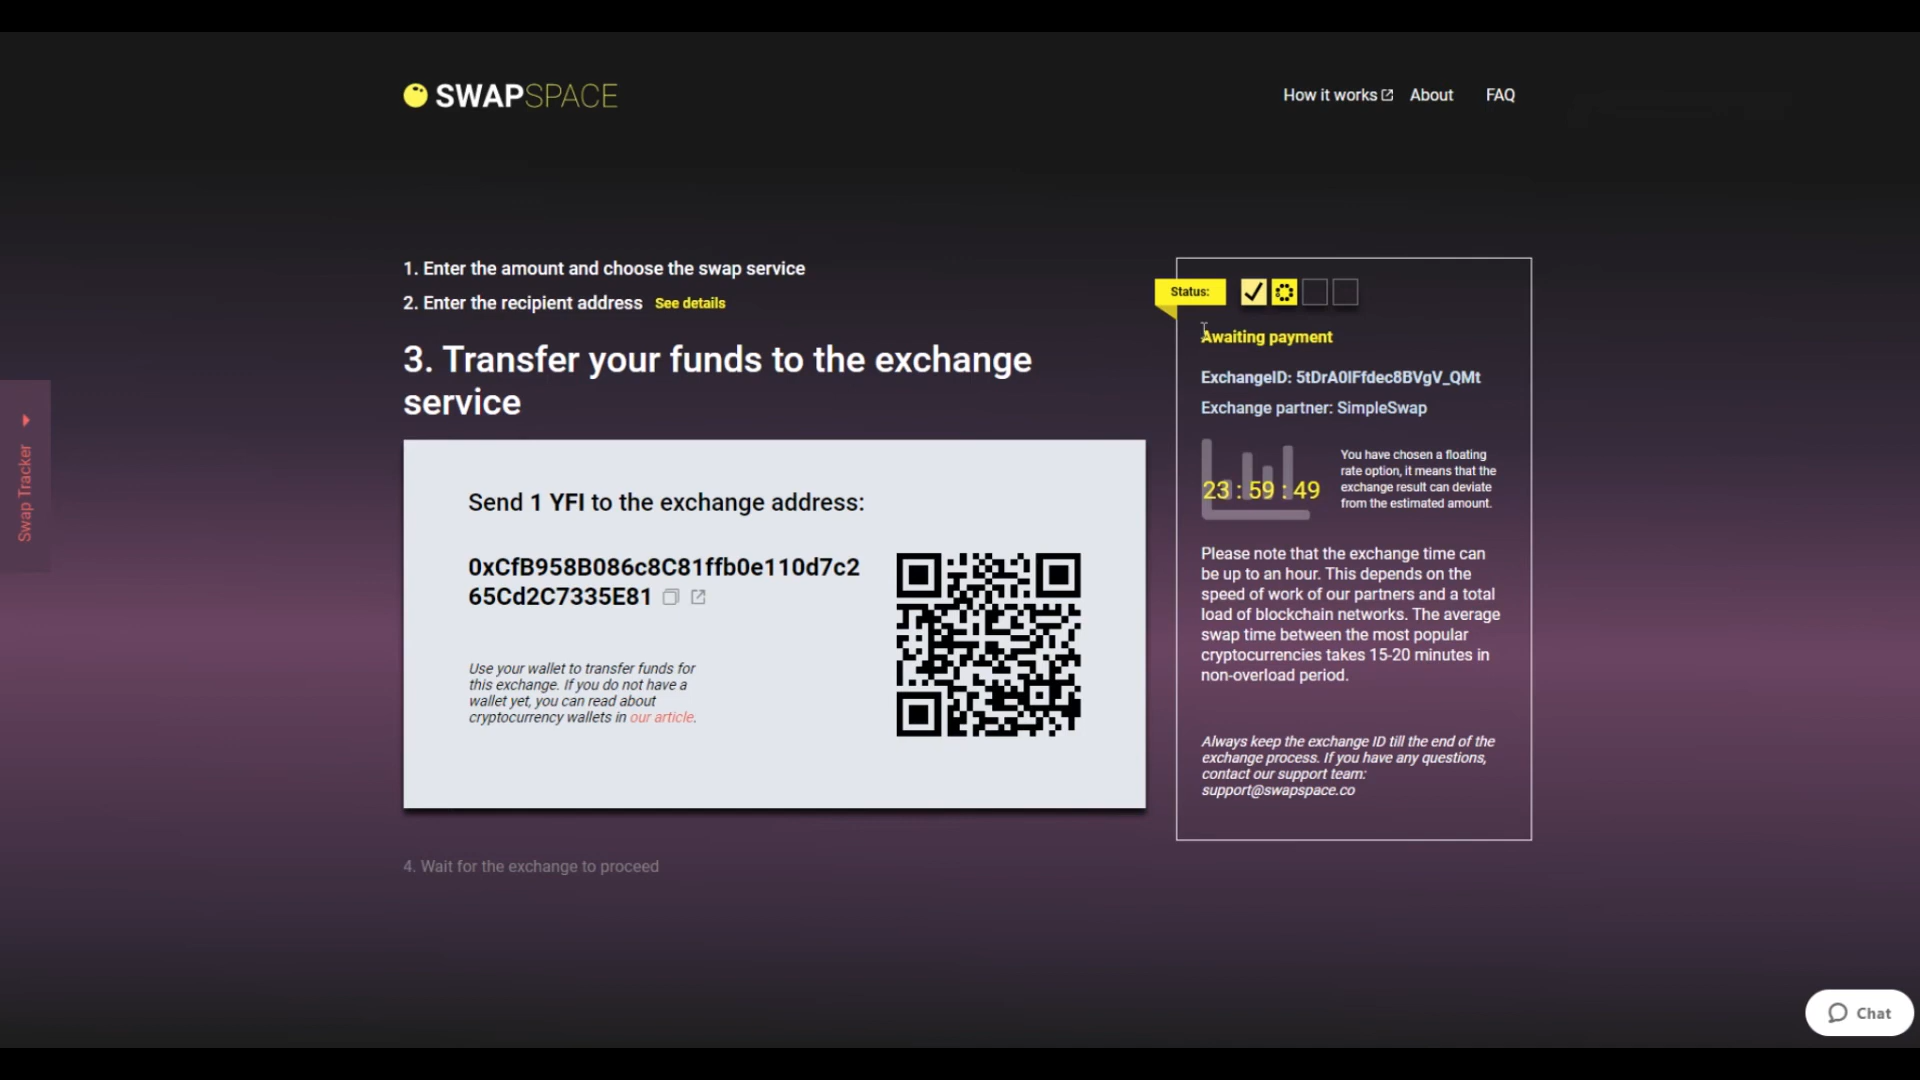 SWAPSPACE
How it works
About
FAQ
1. Enter the amount and choose the swap service
2. Enter the recipient address See details
3. Transfer your funds to the exchange
service
Send 1 YFI to the exchange address:
0xCfB958B086c8C81ffb0e110d7c2
65Cd2C7335E81
Use your wallet to transfer funds for
this exchange. If you do not have a
wallet yet, you can read about
cryptocurrency wallets in our article.
4. Wait for the exchange to proceed
Status:
Awaiting payment
ExchangeID: 5tDrA0lFfdec8BVgV_QMt
Exchange partner: SimpleSwap
23 : 59 : 49
You have chosen a floating
rate option, it means that the
exchange result can deviate
from the estimated amount.
Please note that the exchange time can
be up to an hour. This depends on the
speed of work of our partners and a total
load of blockchain networks. The average
swap time between the most popular
cryptocurrencies takes 15-20 minutes in
non-overload period.
Always keep the exchange ID till the end of the
exchange process. If you have any questions,
contact our support team:
support@swapspace.co
Swap Tracker
Chat